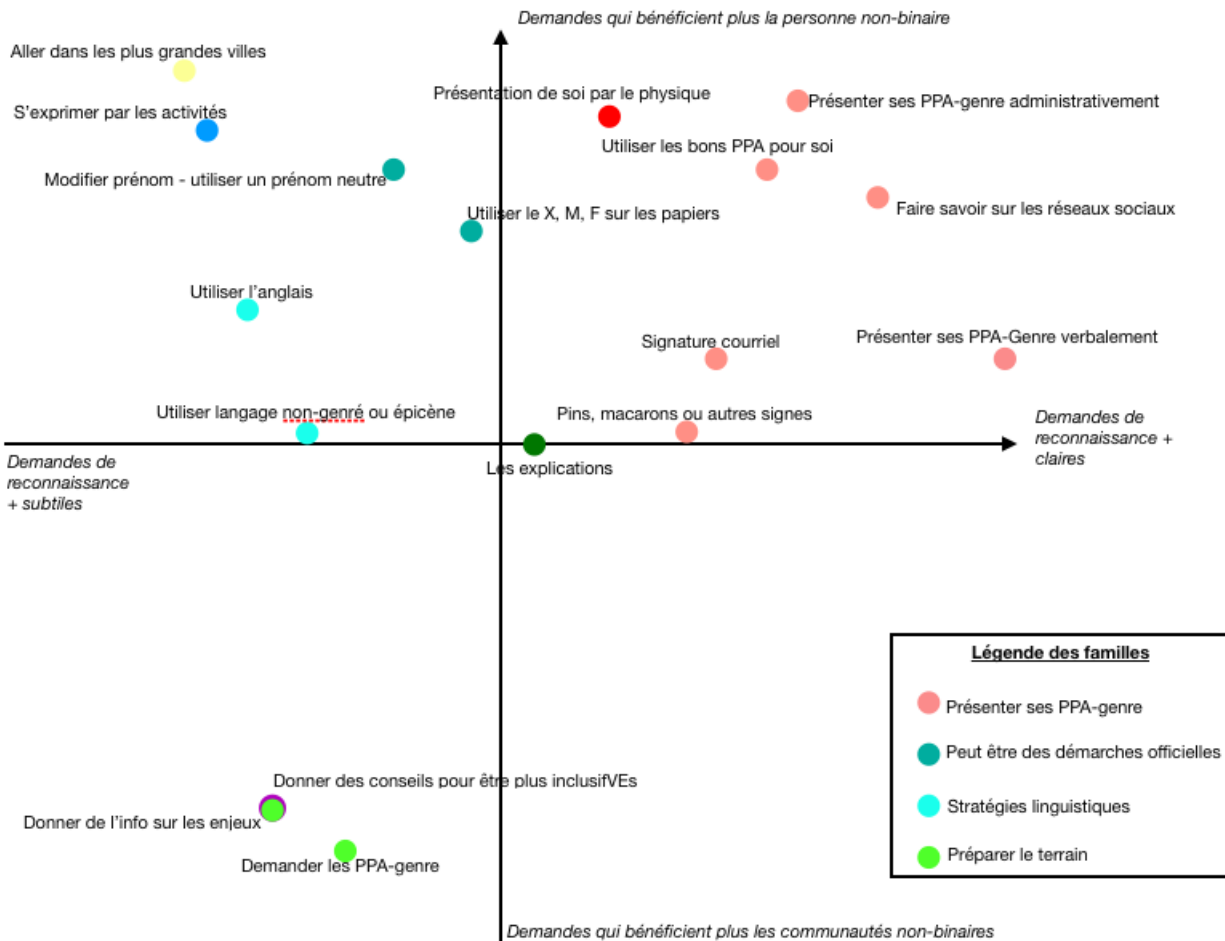 Demandes qui bénéficient plus la personne non-binaire
Aller dans les plus grandes villes
Présentation de soi par le physique
Présenter ses PPA-genre administrativement
S'exprimer par les activités
Utiliser les bons PPA pour soi
Modifier prénom - utiliser un prénom neutre
Faire savoir sur les réseaux sociaux
Utiliser le X, M, F sur les papiers
Utiliser l'anglais
Signature courriel
Présenter ses PPA-Genre verbalement
Utiliser langage non-genré ou épicène
Pins, macarons ou autres signes
Demandes de
reconnaissance +
claires
Demandes de
reconnaissance
+ subtiles
Les explications
Légende des familles
Présenter ses PPA-genre
Peut être des démarches officielles
Stratégies linguistiques
Préparer le terrain
Donner des conseils pour être plus inclusifVEs
Donner de l'info sur les enjeux
Demander les PPA-genre
Demandes qui bénéficient plus les communautés non-binaires